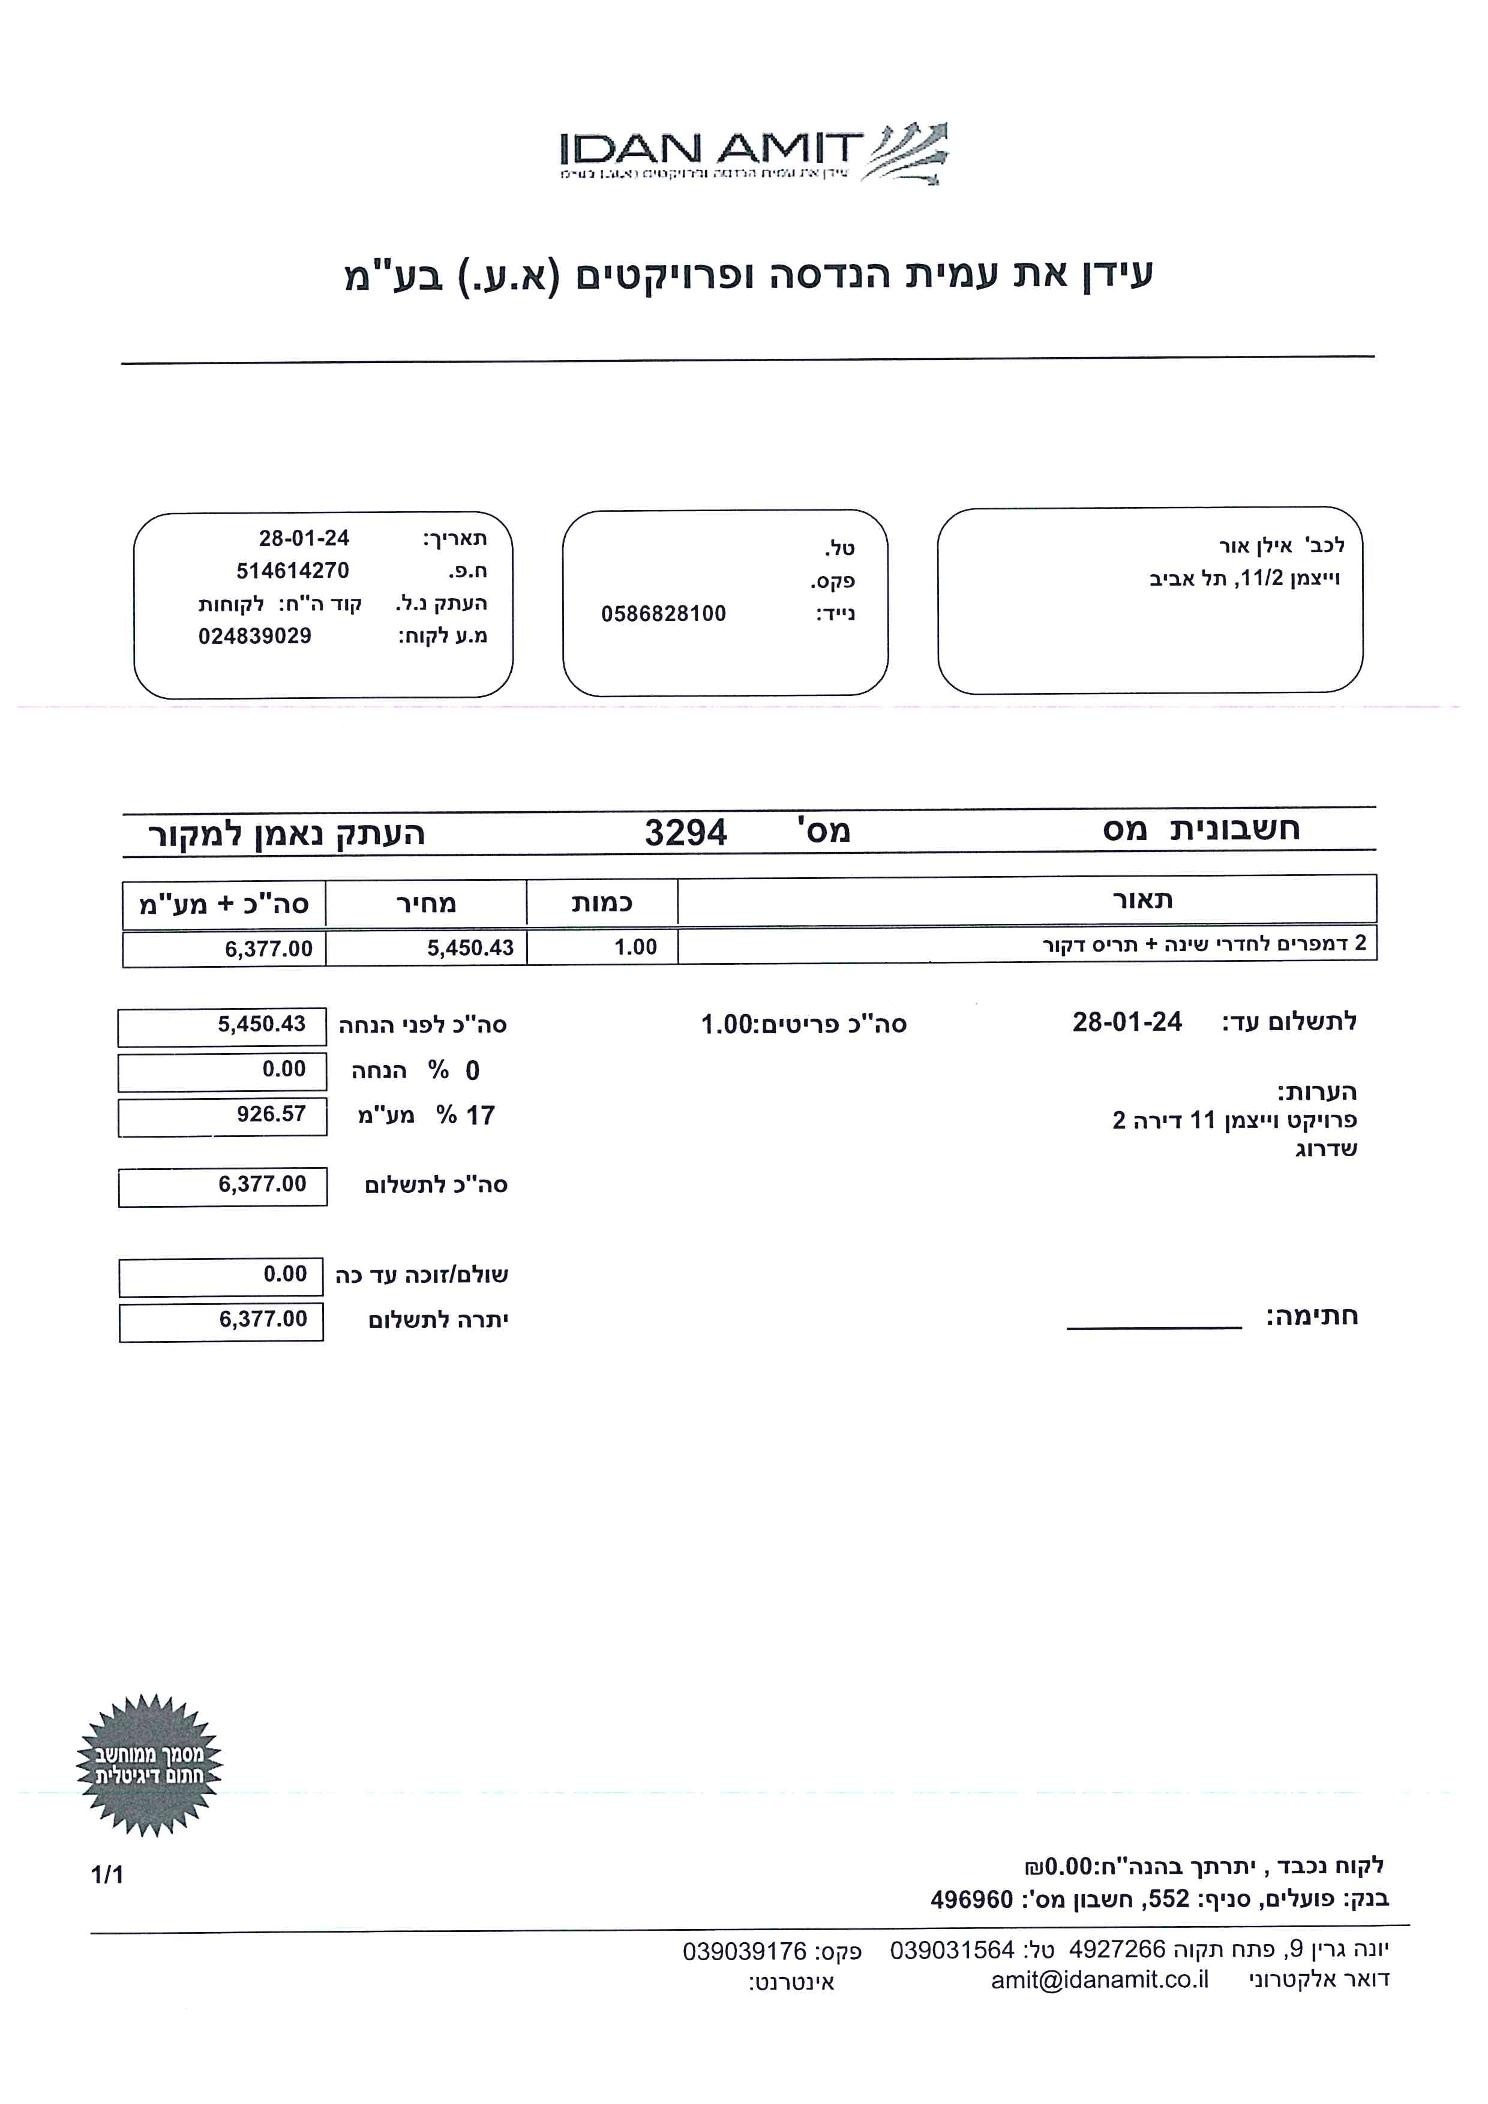 IDAN AMIT
עידן את עמית הנדסה ופרויקטים (א.ע.) בע"מ
עידן את עמית הנדסה ופרויקטים (א.ע.) בע"מ
לכב' אילן אור
וייצמן 11/2, תל אביב
טל.
פקס.
נייד: 0586828100
תאריך: 28-01-24
ח.פ. 514614270
העתק נ.ל. קוד ה"ח: לקוחות
מ.ע לקוח: 024839029
חשבונית מס מס' 3294 העתק נאמן למקור
תאור כמות מחיר סה"כ + מע"מ
2 דמפרים לחדרי שינה + תריס דקור 1.00 5,450.43 6,377.00
לתשלום עד: 28-01-24 סה"כ פריטים:1.00 סה"כ לפני הנחה 5,450.43
0 % הנחה 0.00
הערות:
פרויקט וייצמן 11 דירה 2 17 % מע"מ 926.57
שדרוג
סה"כ לתשלום 6,377.00
שולם/זוכה עד כה 0.00
חתימה: יתרה לתשלום 6,377.00
מסמך ממוחשב
חתום דיגיטלית
לקוח נכבד , יתרתך בהנה"ח:0.00₪
1/1
בנק: פועלים, סניף: 552, חשבון מס': 496960
יונה גרין 9, פתח תקוה 4927266 טל: 039031564 פקס: 039039176
דואר אלקטרוני amit@idanamit.co.il אינטרנט: